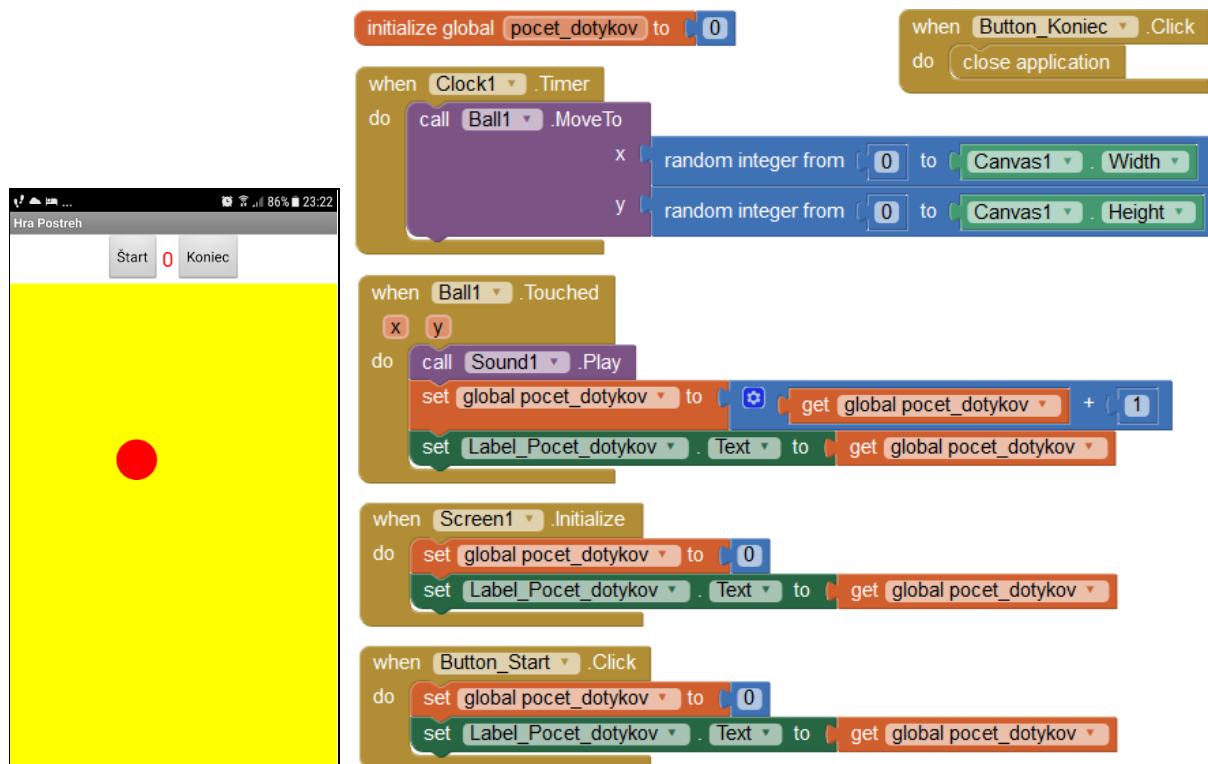 86% 23:22
Hra Postreh
Štart 0 Koniec
initialize global pocet_dotykov to 0
when Button_Koniec .Click
do close application
when Clock1 .Timer
do call Ball1 .MoveTo
x random integer from 0 to Canvas1 . Width
y random integer from 0 to Canvas1 . Height
when Ball1 .Touched
x y
do call Sound1 .Play
set global pocet_dotykov to get global pocet_dotykov + 1
set Label_Pocet_dotykov . Text to get global pocet_dotykov
when Screen1 .Initialize
do set global pocet_dotykov to 0
set Label_Pocet_dotykov . Text to get global pocet_dotykov
when Button_Start .Click
do set global pocet_dotykov to 0
set Label_Pocet_dotykov . Text to get global pocet_dotykov